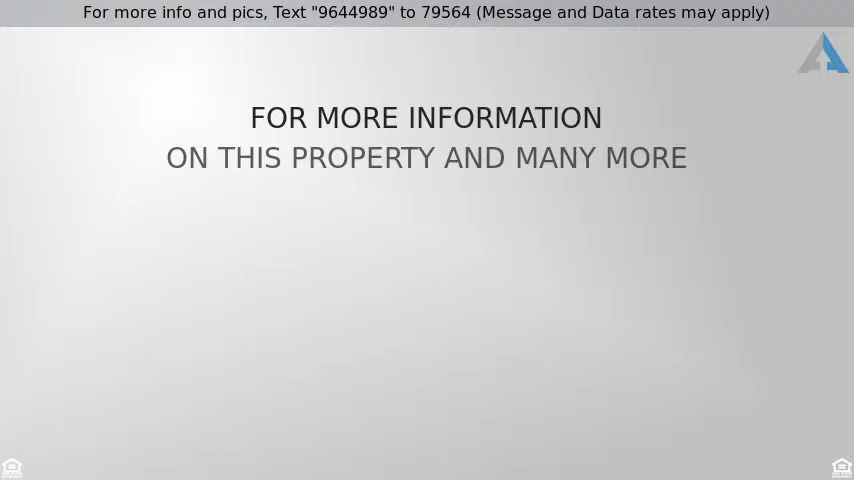 For more info and pics, Text "9644989" to 79564 (Message and Data rates may apply)
FOR MORE INFORMATION
ON THIS PROPERTY AND MANY MORE